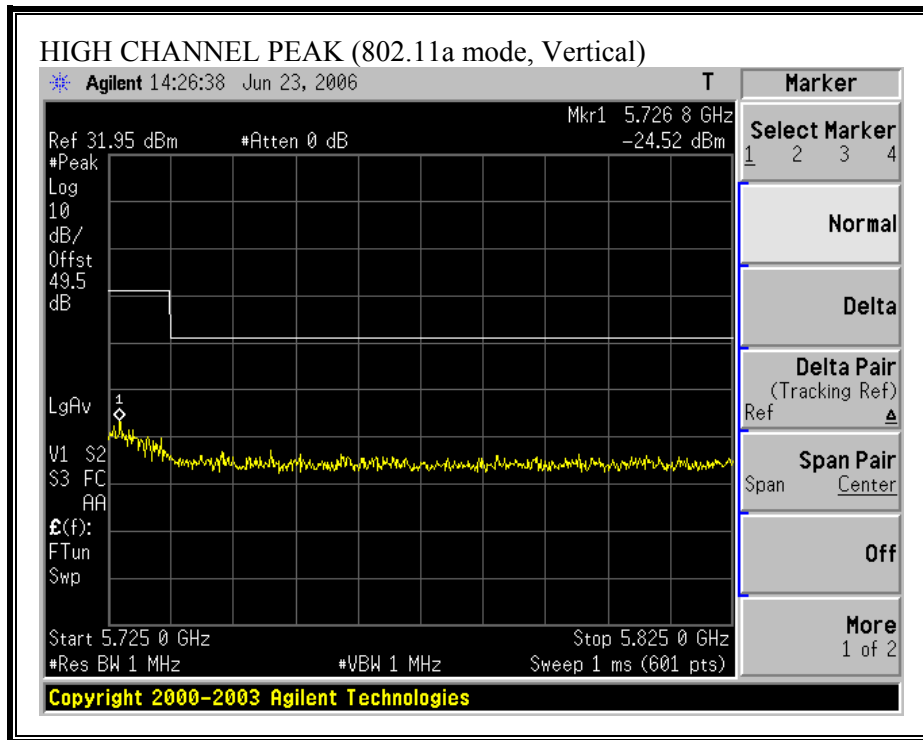 HIGH CHANNEL PEAK (802.11a mode, Vertical)
Agilent 14:26:38 Jun 23, 2006 T
Mkr1 5.726 8 GHz
Ref 31.95 dBm #Atten 0 dB -24.52 dBm
#Peak
Log
10
dB/
Offst
49.5
dB
1
LgAv
V1 S2
S3 FC
AA
£(f):
FTun
Swp
Start 5.725 0 GHz Stop 5.825 0 GHz
#Res BW 1 MHz #VBW 1 MHz Sweep 1 ms (601 pts)
Copyright 2000-2003 Agilent Technologies
Marker
Select Marker
1 2 3 4
Normal
Delta
Delta Pair
(Tracking Ref)
Ref Δ
Span Pair
Span Center
Off
More
1 of 2